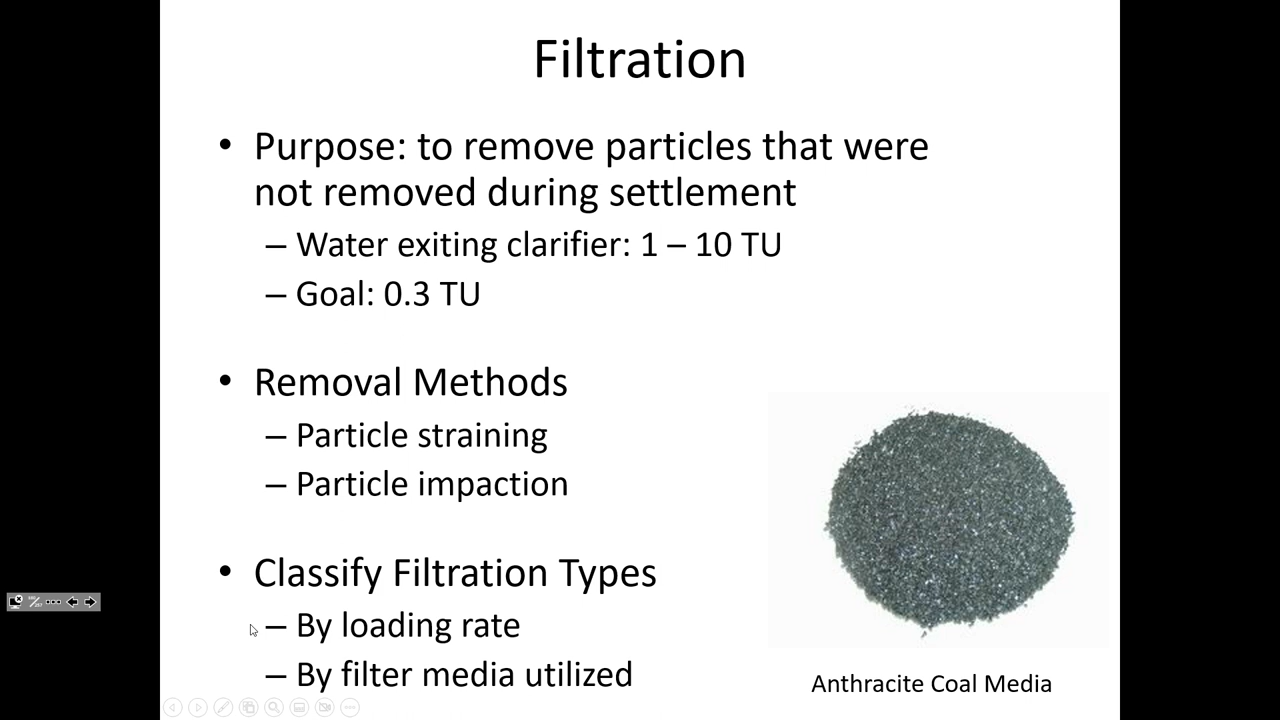 Filtration
• Purpose: to remove particles that were
not removed during settlement
– Water exiting clarifier: 1 – 10 TU
– Goal: 0.3 TU
• Removal Methods
– Particle straining
– Particle impaction
• Classify Filtration Types
– By loading rate
– By filter media utilized
Anthracite Coal Media